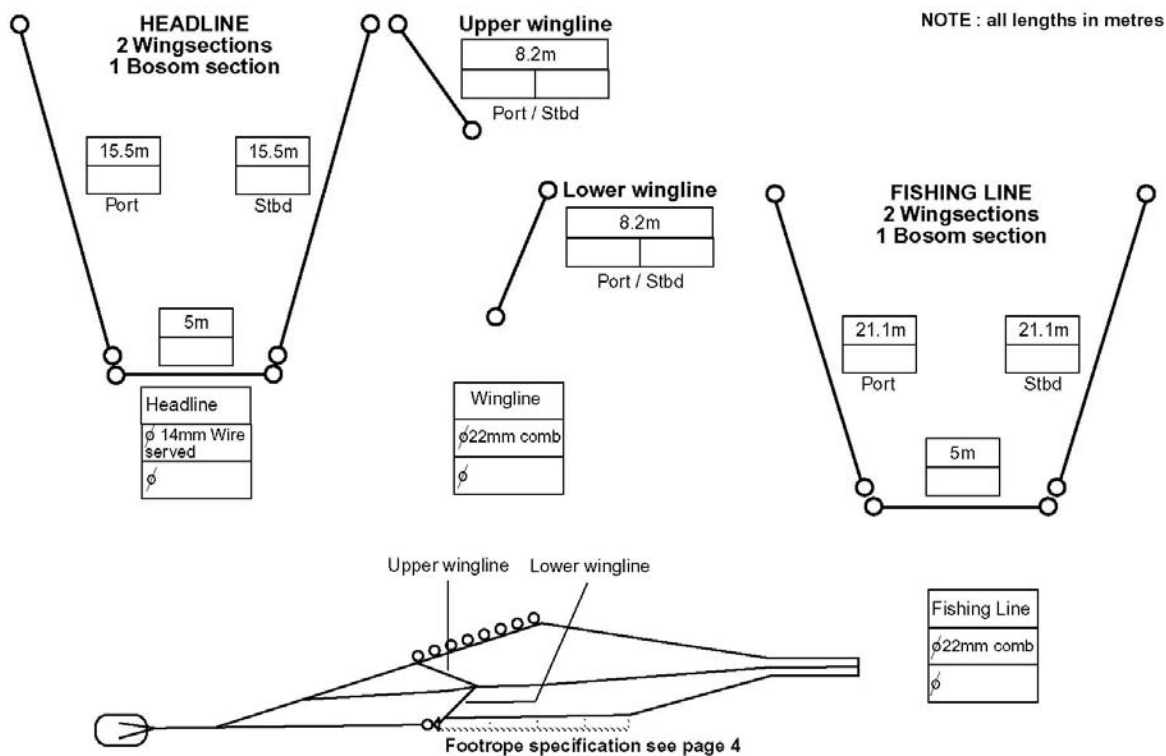 HEADLINE
2 Wingsections
1 Bosom section
Upper wingline
8.2m
Port / Stbd
NOTE : all lengths in metres
15.5m
Port
15.5m
Stbd
Lower wingline
8.2m
Port / Stbd
FISHING LINE
2 Wingsections
1 Bosom section
5m
21.1m
Port
21.1m
Stbd
Headline
ϕ 14mm Wire
served
ϕ
Wingline
ϕ22mm comb
ϕ
5m
Upper wingline
Lower wingline
Fishing Line
ϕ22mm comb
ϕ
Footrope specification see page 4